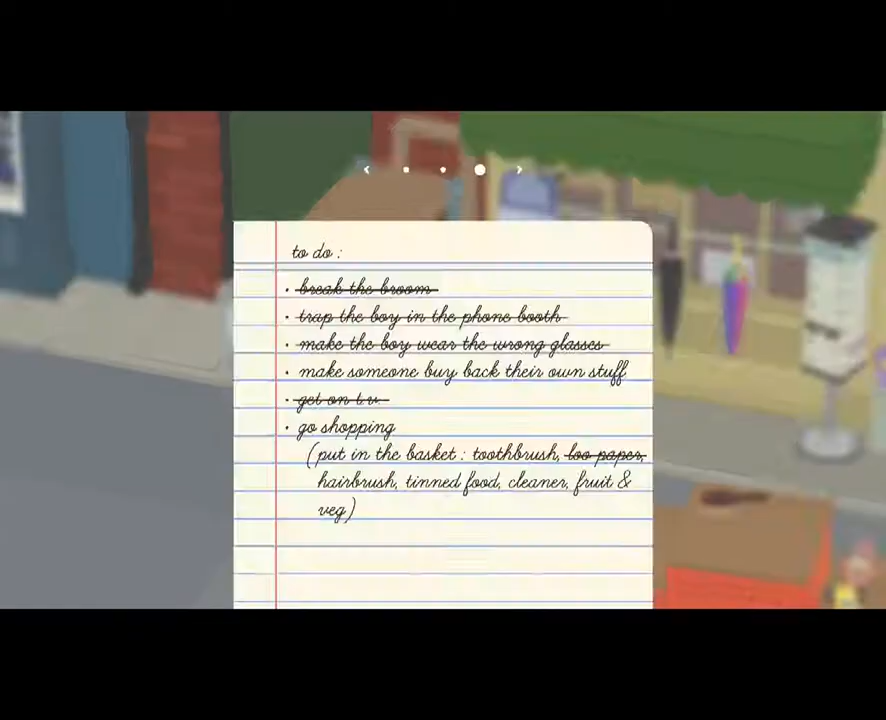 to do :
• break the broom
• trap the boy in the phone booth
• make the boy wear the wrong glasses
• make someone buy back their own stuff
• get on t.v.
• go shopping
(put in the basket : toothbrush, loo paper,
hairbrush, tinned food, cleaner, fruit &
veg)